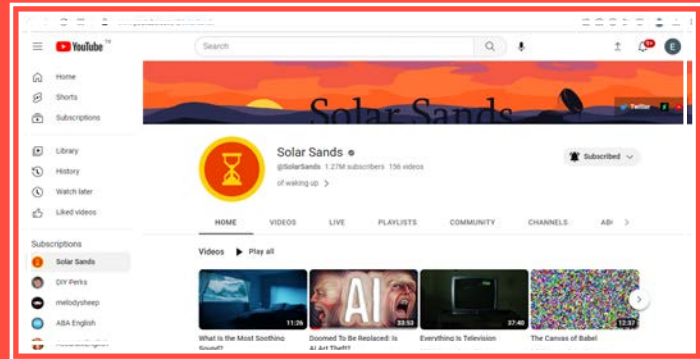 YouTube TR
Search
9+
E
Home
Shorts
Subscriptions
Solar Sands
Twitter
Library
History
Watch later
Liked videos
Solar Sands
@SolarSands 1.27M subscribers 156 videos
of waking up >
Subscribed
HOME VIDEOS LIVE PLAYLISTS COMMUNITY CHANNELS
Subscriptions
Solar Sands
DIY Perks
melodysheep
ABA English
Videos Play all
AI
11:26 33:53 37:40 12:37
What Is the Most Soothing Doomed To Be Replaced: Is Everything Is Television The Canvas of Babel
Sound? AI Art Theft?